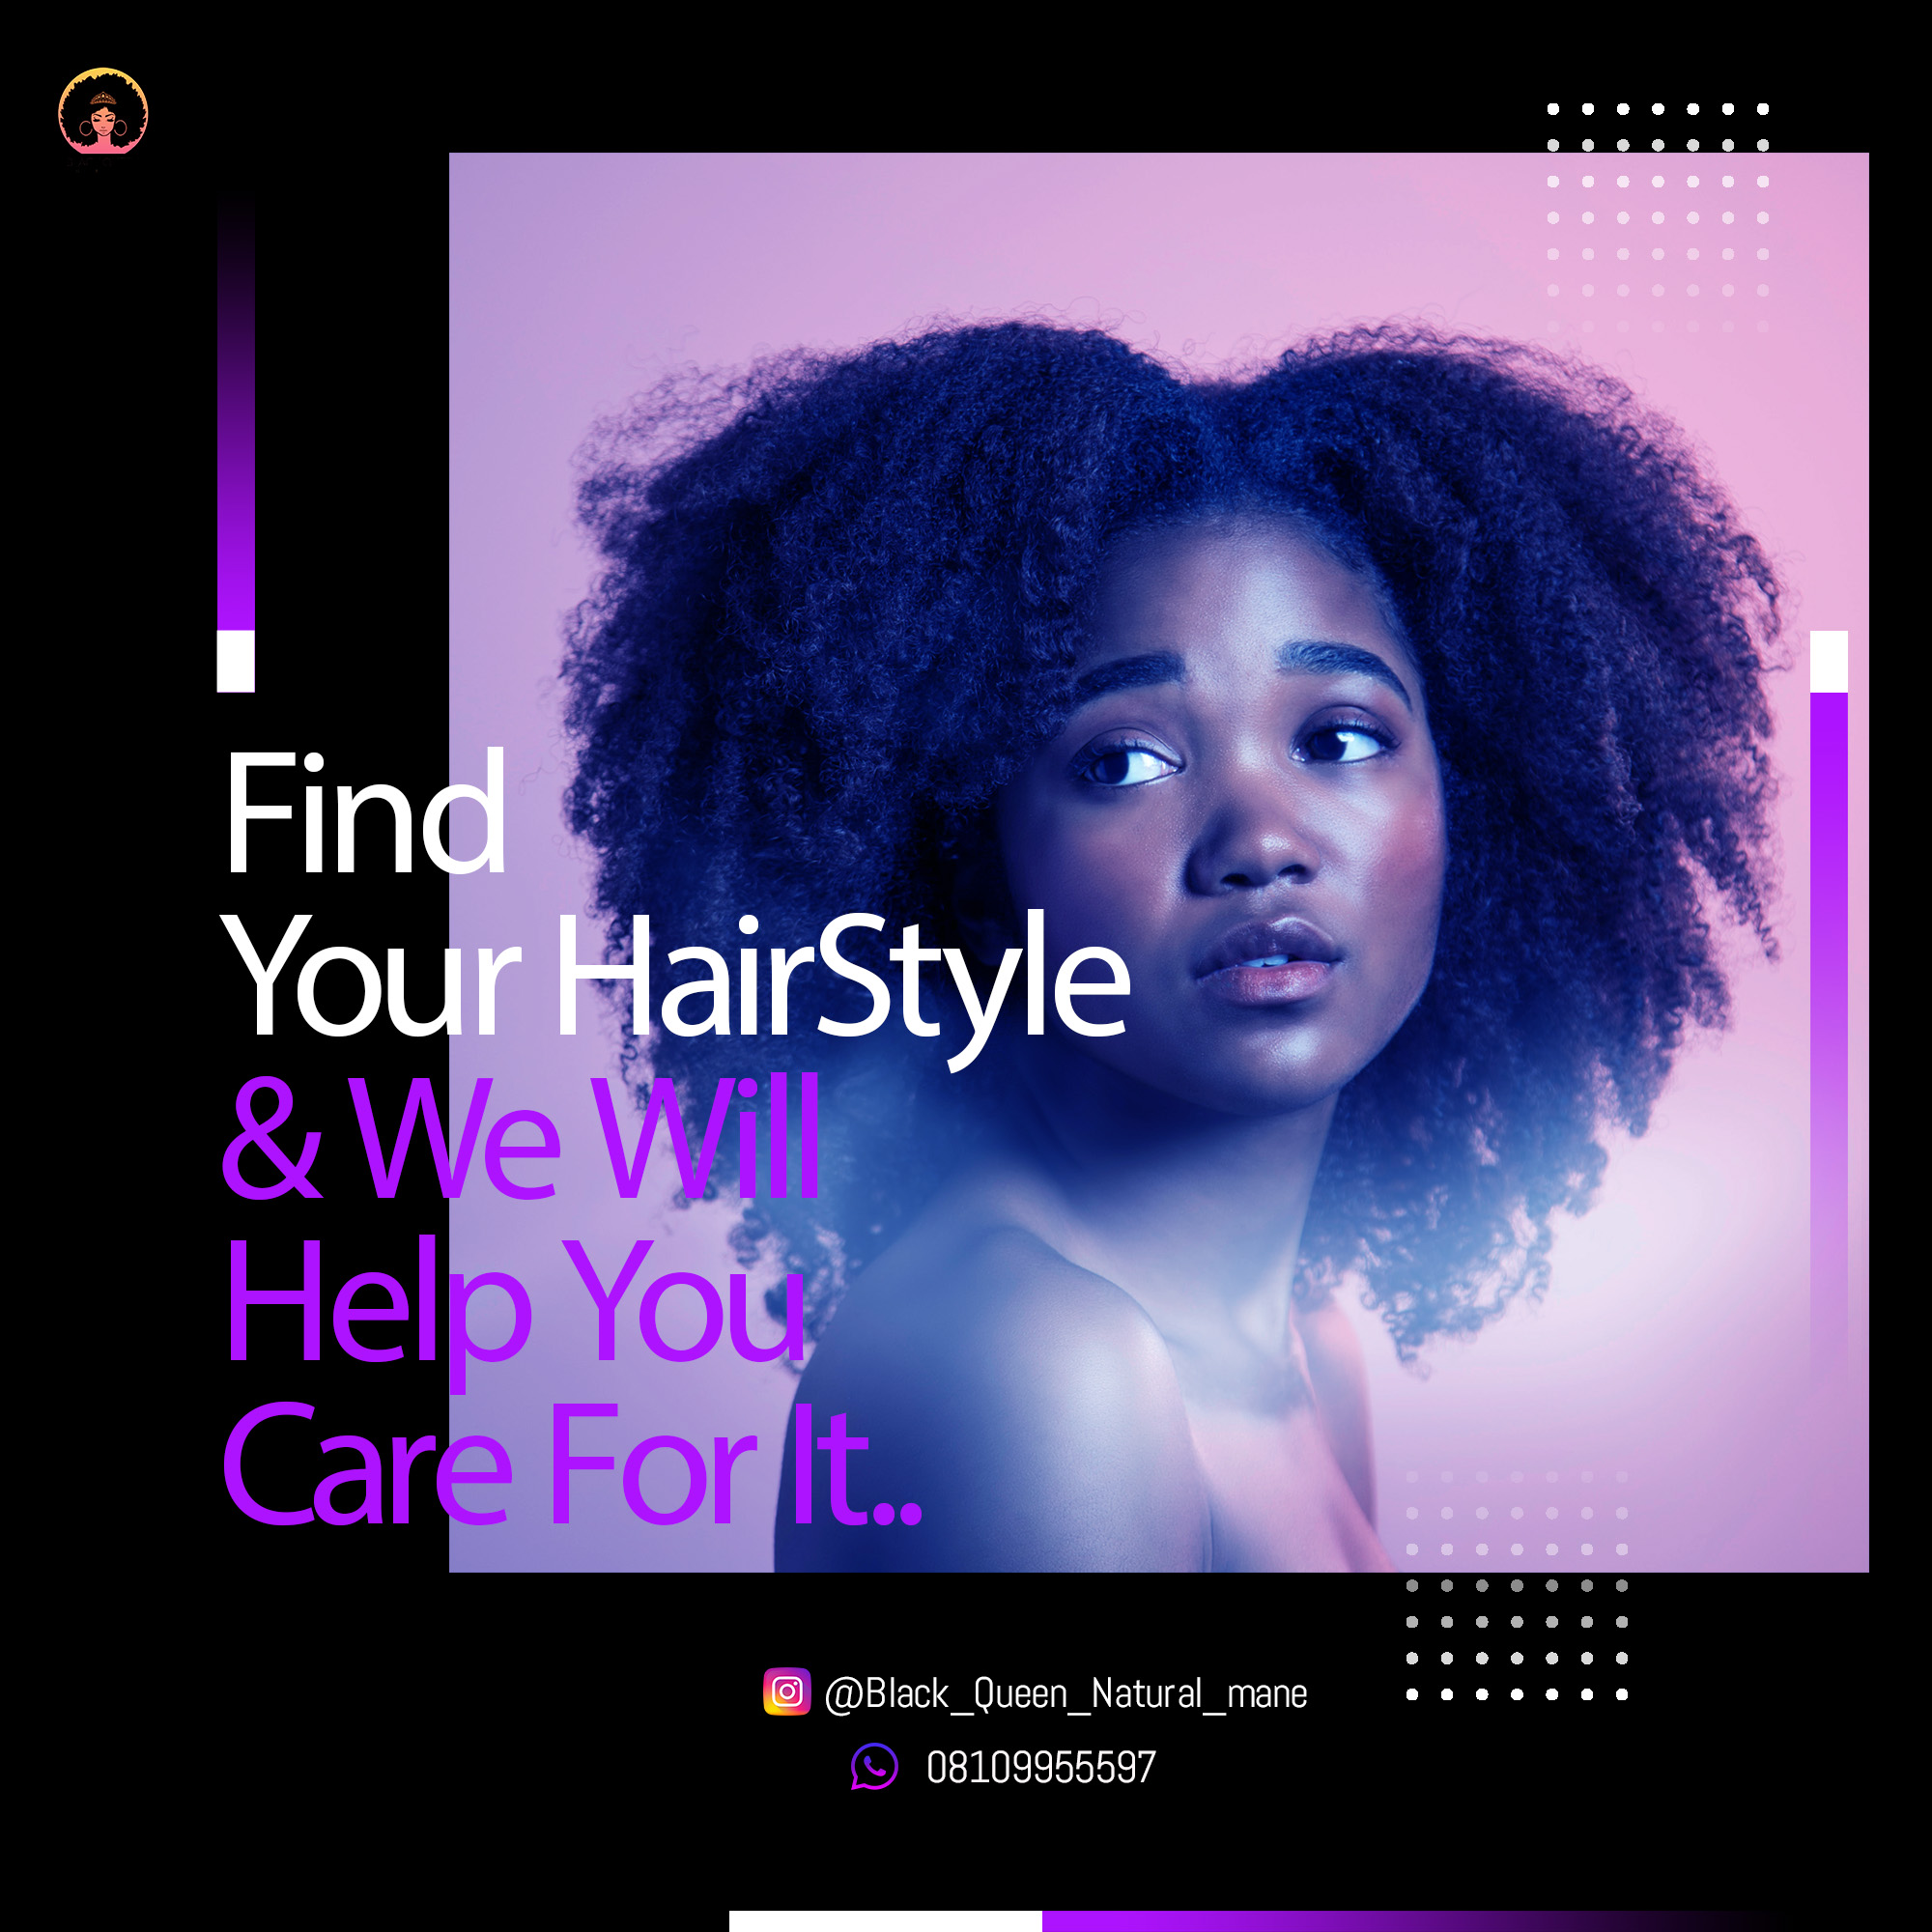 Find
Your HairStyle
& We Will
Help You
Care For It..
@Black_Queen_Natural_mane
08109955597